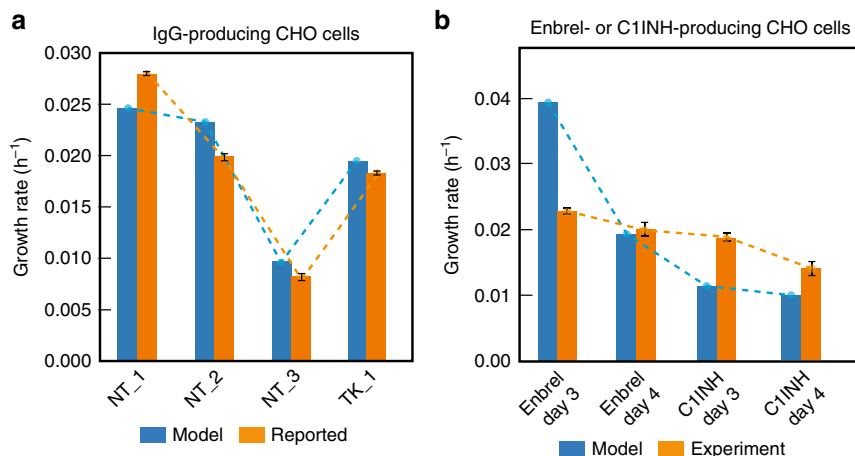 a
IgG-producing CHO cells
0.030
0.025
0.020
0.015
0.010
0.005
0.000
Growth rate (h−1)
NT_1
NT_2
NT_3
TK_1
Model
Reported
b
Enbrel- or C1INH-producing CHO cells
0.04
0.03
0.02
0.01
0.00
Growth rate (h−1)
Enbrel
day 3
Enbrel
day 4
C1INH
day 3
C1INH
day 4
Model
Experiment